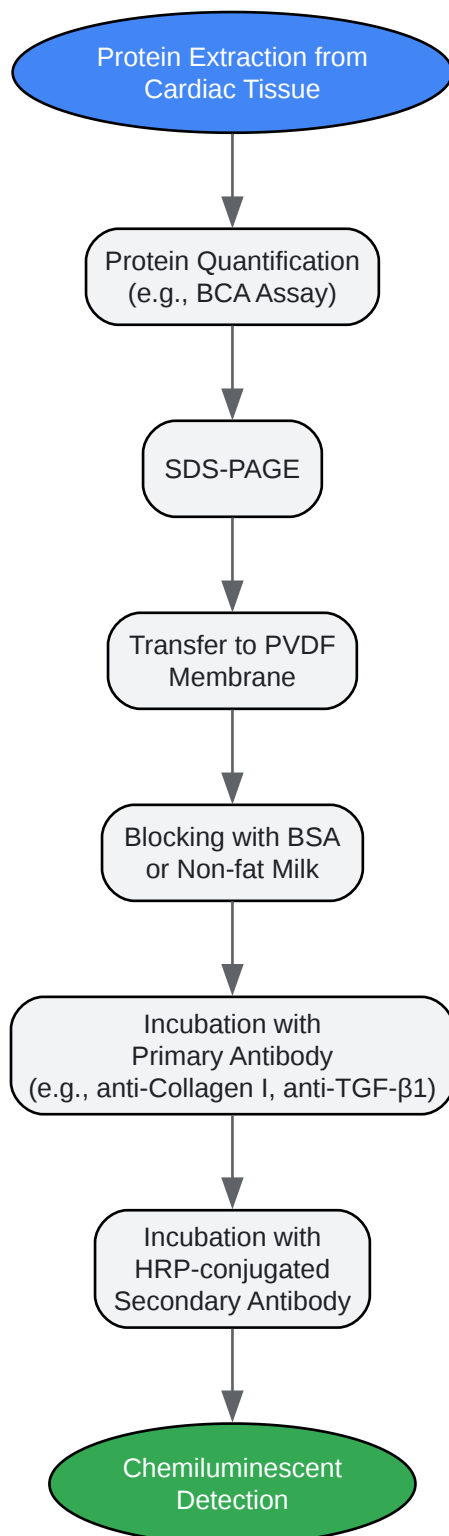 Protein Extraction from
Cardiac Tissue
Protein Quantification
(e.g., BCA Assay)
SDS-PAGE
Transfer to PVDF
Membrane
Blocking with BSA
or Non-fat Milk
Incubation with
Primary Antibody
(e.g., anti-Collagen I, anti-TGF-β1)
Incubation with
HRP-conjugated
Secondary Antibody
Chemiluminescent
Detection